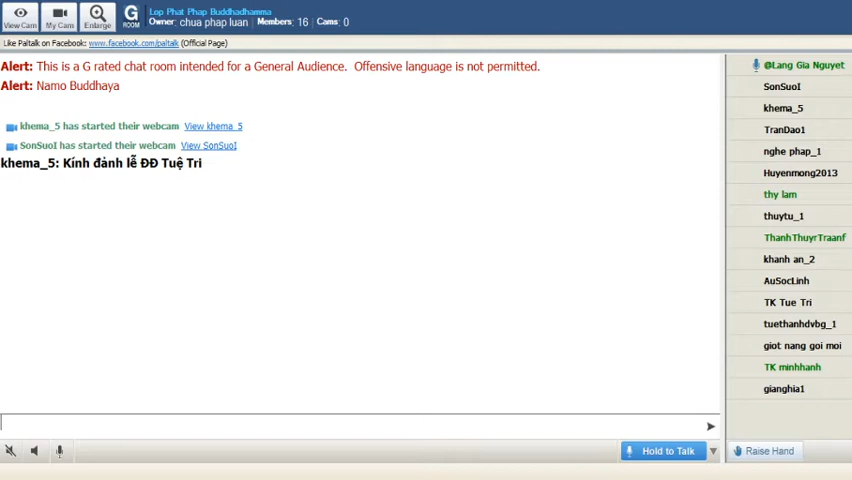 View Cam
My Cam
Enlarge
G
ROOM
Lop Phat Phap Buddhadhamma
Owner: chua phap luan Members: 16 Cams: 0
Like Paltalk on Facebook: www.facebook.com/paltalk (Official Page)
Alert: This is a G rated chat room intended for a General Audience. Offensive language is not permitted.
Alert: Namo Buddhaya
khema_5 has started their webcam View khema_5
SonSuoI has started their webcam View SonSuoI
khema_5: Kính đảnh lễ ĐĐ Tuệ Tri
@Lang Gia Nguyet
SonSuoI
khema_5
TranDao1
nghe phap_1
Huyenmong2013
thy lam
thuytu_1
ThanhThuyrTraanf
khanh an_2
AuSocLinh
TK Tue Tri
tuethanhdvbg_1
giot nang goi moi
TK minhhanh
gianghia1
Hold to Talk
Raise Hand